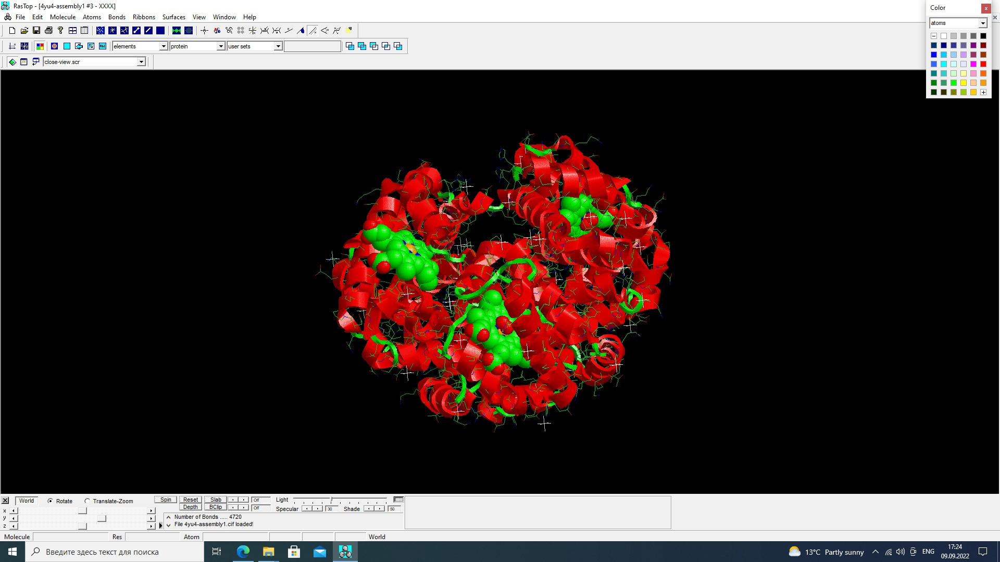 RasTop - [4yu4-assembly1 #3 - XXXX]
Color
File Edit Molecule Atoms Bonds Ribbons Surfaces View Window Help
atoms
elements protein user sets
close-view.scr
World Rotate Translate-Zoom Spin Reset Slab Off Light
Depth BClip Off Specular 30 Shade 50
x
y
z
Number of Bonds ..... 4720
File 4yu4-assembly1.cif loaded!
Molecule Res Atom World
Введите здесь текст для поиска
13°C Partly sunny ENG
17:24
09.09.2022